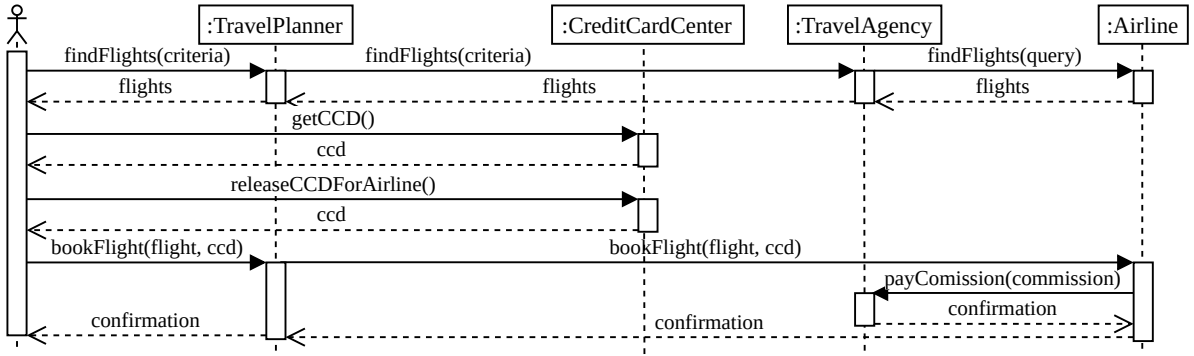 :TravelPlanner
:CreditCardCenter
:TravelAgency
:Airline
findFlights(criteria)
findFlights(criteria)
findFlights(query)
flights
flights
flights
getCCD()
ccd
releaseCCDForAirline()
ccd
bookFlight(flight, ccd)
bookFlight(flight, ccd)
payComission(commission)
confirmation
confirmation
confirmation